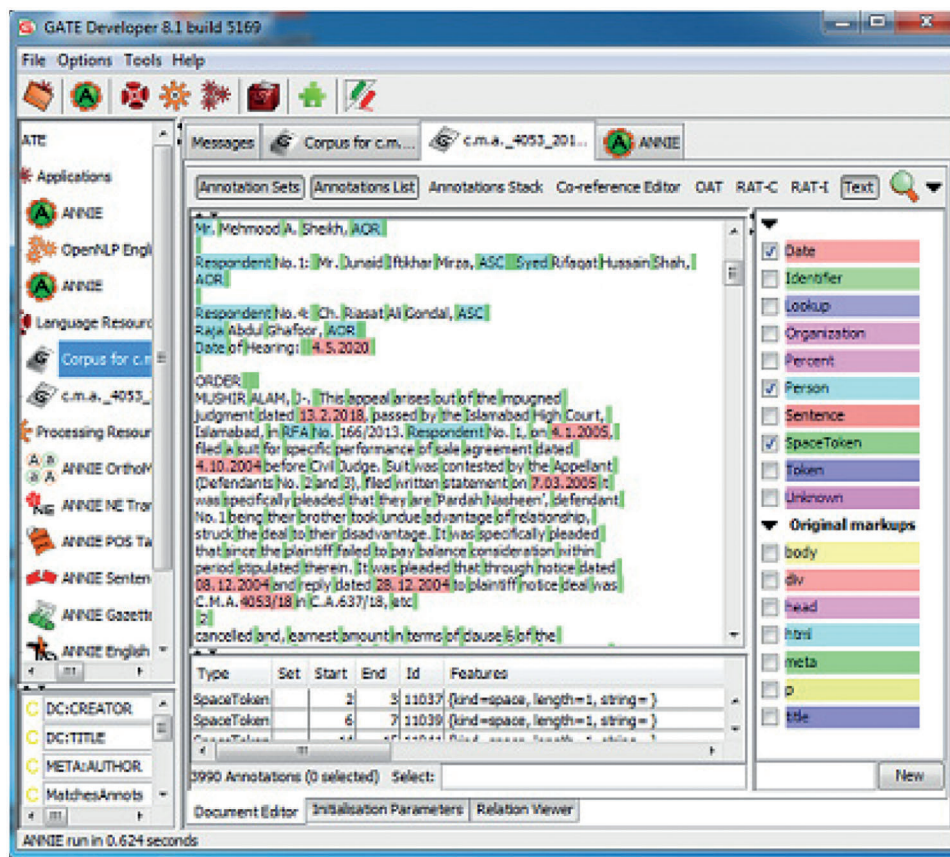 GATE Developer 8.1 build 5169
File Options Tools Help
ATE
Applications
ANNIE
OpenNLP Engl
ANNIE
Language Resourc
Corpus for c.m
c.m.a._4053_
Processing Resour
ANNIE OrthoM
ANNIE NE Tran
ANNIE POS Ta
ANNIE Senten
ANNIE Gazette
ANNIE English
DC:CREATOR
DC:TITLE
META:AUTHOR
MatchesAnnots
Messages Corpus for c.m.... c.m.a._4053_201... ANNIE
Annotation Sets Annotations List Annotations Stack Co-reference Editor OAT RAT-C RAT-I Text
Mr. Mehmood A. Sheikh, AOR
Respondent No.1: Mr. Junaid Iftikhar Mirza, ASC Syed Rifaqat Hussain Shah,
AOR
Respondent No.4: Ch. Riasat Ali Gondal, ASC
Raja Abdul Ghafoor, AOR
Date of Hearing: 4.5.2020
ORDER
MUSHIR ALAM, J-. This appeal arises out of the impugned
judgment dated 13.2.2018, passed by the Islamabad High Court,
Islamabad, in RFA No. 166/2013. Respondent No. 1, on 4.1.2005,
filed a suit for specific performance of sale agreement dated
4.10.2004 before Civil Judge. Suit was contested by the Appellant
(Defendants No. 2 and 3), filed written statement on 7.03.2005 it
was specifically pleaded that they are 'Pardah Nasheen', defendant
No.1 being their brother took undue advantage of relationship,
struck the deal to their disadvantage. It was specifically pleaded
that since the plaintiff failed to pay balance consideration within
period stipulated therein. It was pleaded that through notice dated
08.12.2004 and reply dated 28.12.2004 to plaintiff notice deal was
C.M.A. 4053/18 in C.A.637/18, etc
2
cancelled and, earnest amount in terms of clause 6 of the
Type Set Start End Id Features
SpaceToken 2 3 11037 {kind=space, length=1, string= }
SpaceToken 6 7 11039 {kind=space, length=1, string= }
3990 Annotations (0 selected) Select:
Document Editor Initialisation Parameters Relation Viewer
Date
Identifier
Lookup
Organization
Percent
Person
Sentence
SpaceToken
Token
Unknown
Original markups
body
div
head
html
meta
p
title
New
ANNIE run in 0.624 seconds